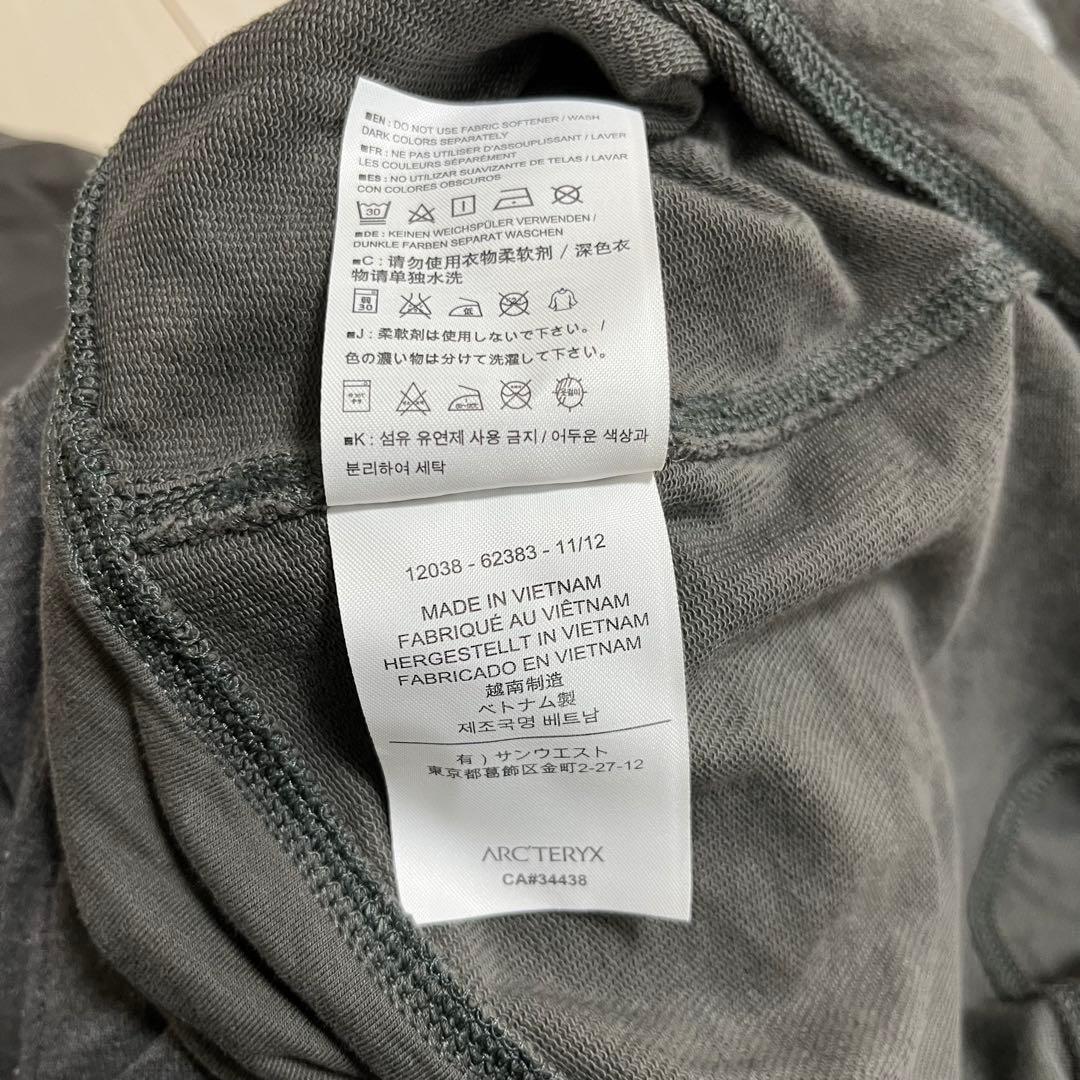 EN : DO NOT USE FABRIC SOFTENER / WASH
DARK COLORS SEPARATELY
FR : NE PAS UTILISER D'ASSOUPLISSANT / LAVER
LES COULEURS SÉPARÉMENT
ES : NO UTILIZAR SUAVIZANTE DE TELAS / LAVAR
CON COLORES OBSCUROS
30
DE : KEINEN WEICHSPÜLER VERWENDEN /
DUNKLE FARBEN SEPARAT WASCHEN
C : 请勿使用衣物柔软剂 / 深色衣
物请单独水洗
弱 30 低
J : 柔軟剤は使用しないで下さい。 /
色の濃い物は分けて洗濯して下さい。
옷걸이
K : 섬유 유연제 사용 금지 / 어두운 색상과
분리하여 세탁
12038 - 62383 - 11/12
MADE IN VIETNAM
FABRIQUÉ AU VIÊTNAM
HERGESTELLT IN VIETNAM
FABRICADO EN VIETNAM
越南制造
ベトナム製
제조국명 베트남
有 ) サンウエスト
東京都葛飾区金町2-27-12
ARC'TERYX
CA#34438